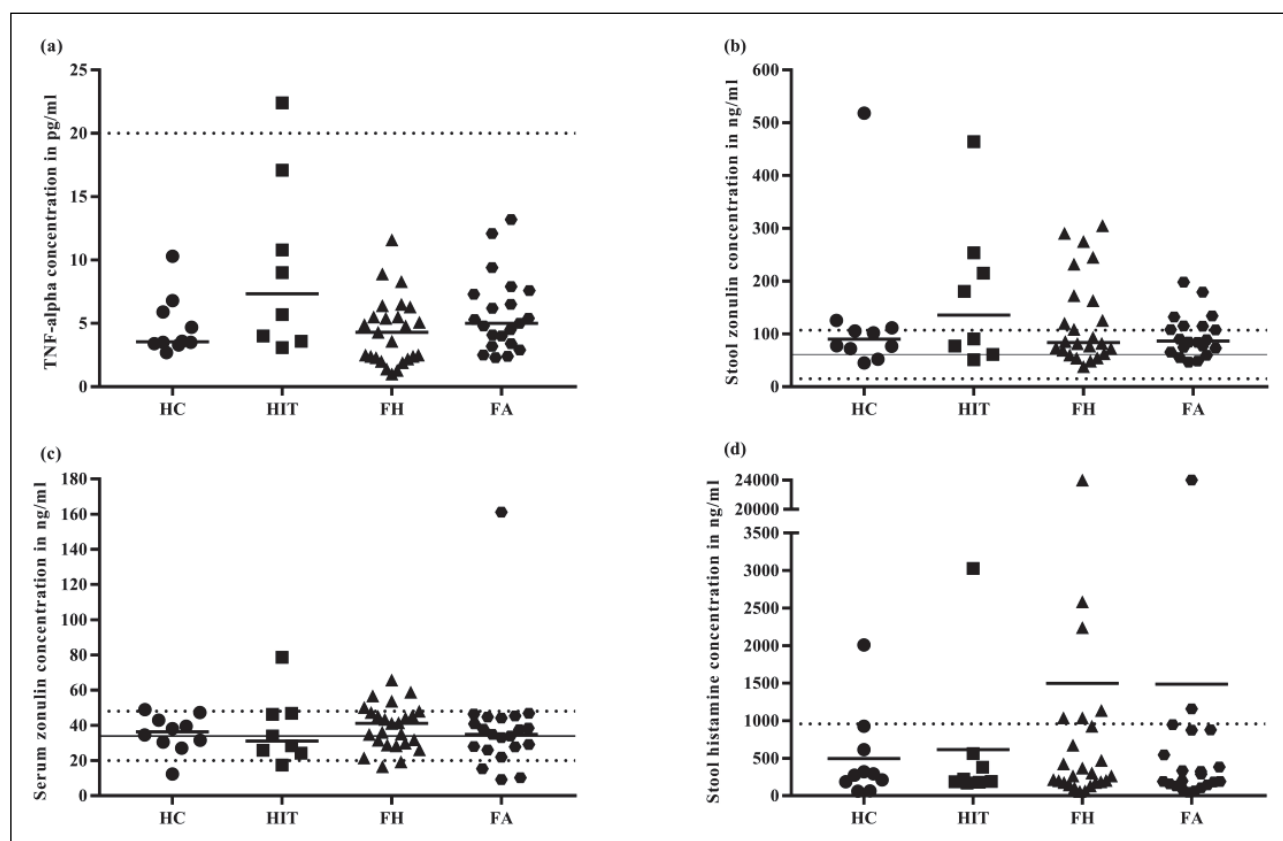 (a)
TNF-alpha concentration in pg/ml
25
20
15
10
5
0
HC HIT FH FA
(b)
Stool zonulin concentration in ng/ml
600
500
400
300
200
100
0
HC HIT FH FA
(c)
Serum zonulin concentration in ng/ml
180
160
140
120
100
80
60
40
20
0
HC HIT FH FA
(d)
Stool histamine concentration in ng/ml
24000
20000
3500
3000
2500
2000
1500
1000
500
0
HC HIT FH FA